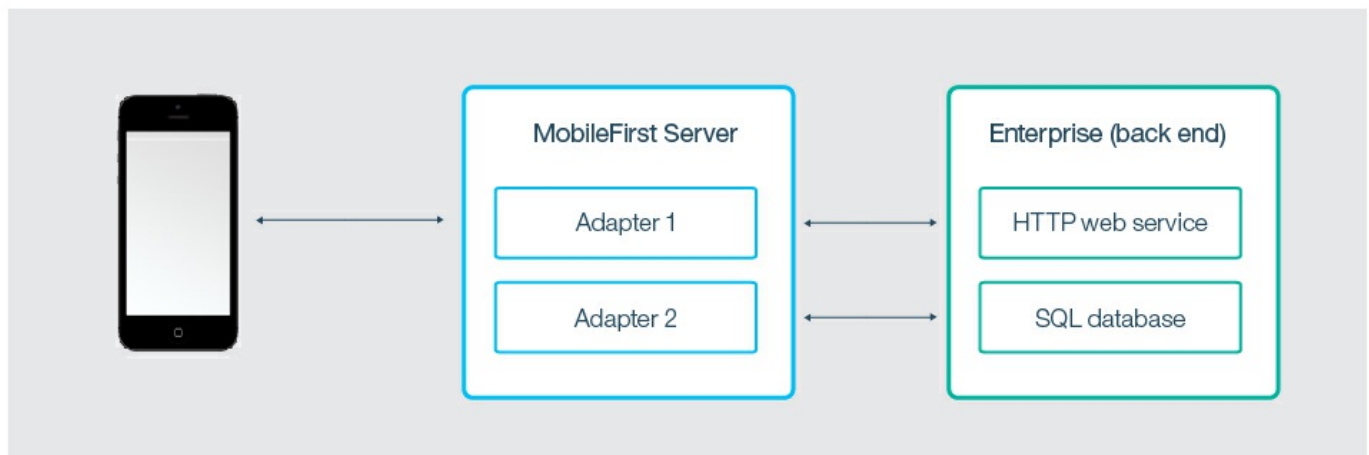 MobileFirst Server
Adapter 1
Adapter 2
Enterprise (back end)
HTTP web service
SQL database